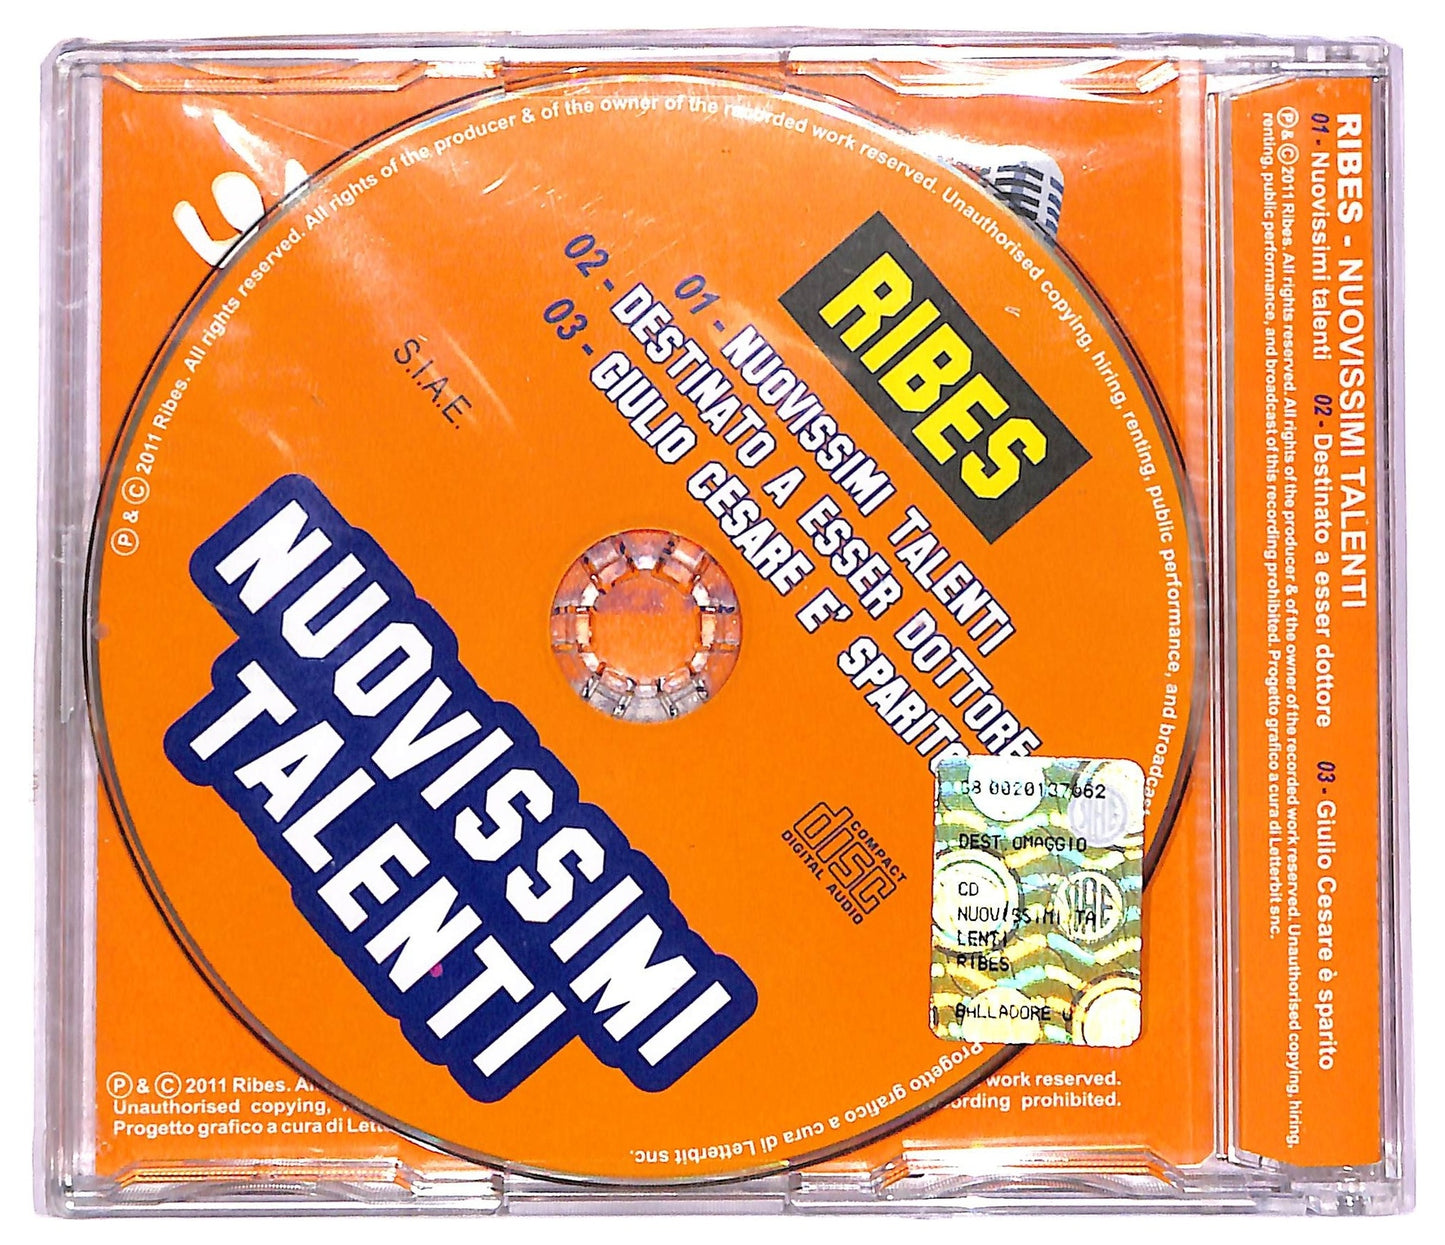 RIBES
01 - NUOVISSIMI TALENTI
02 - DESTINATO A ESSER DOTTORE
03 - GIULIO CESARE E' SPARITO
S.I.A.E.
NUOVISSIMI
TALENTI
COMPACT
disc
DIGITAL AUDIO
P & C 2011 Ribes. All rights reserved. All rights of the producer & of the owner of the recorded work reserved. Unauthorised copying, hiring, renting, public performance, and broadcast
Progetto grafico a cura di Letterbit snc.
0020137962
DEST OMAGGIO
CD
NUOVISSIMI TA
LENTI
RIBES
BALLADORE
P & C 2011 Ribes.
work reserved.
Unauthorised copying,
prohibited.
Progetto grafico a cura di
RIBES - NUOVISSIMI TALENTI
01 - Nuovissimi talenti 02 - Destinato a esser dottore 03 - Giulio Cesare è sparito
P & C 2011 Ribes. All rights reserved. All rights of the producer & of the owner of the recorded work reserved. Unauthorised copying, hiring,
renting, public performance, and broadcast of this recording prohibited. Progetto grafico a cura di Letterbit snc.